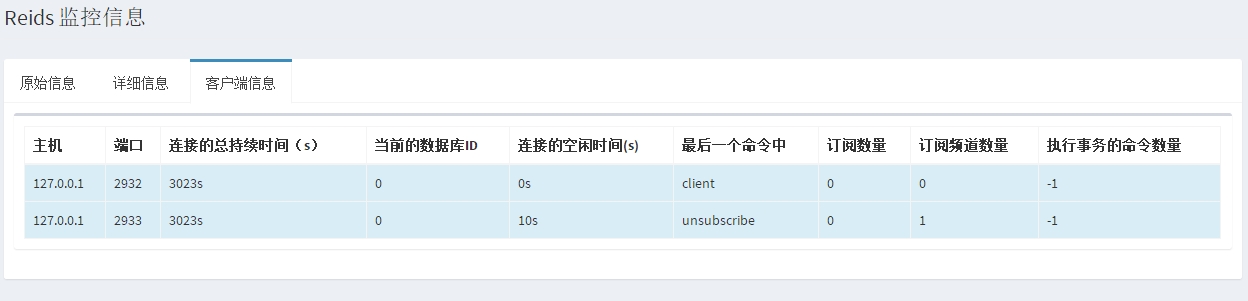 Reids 监控信息
原始信息 详细信息 客户端信息
主机 端口 连接的总持续时间（s） 当前的数据库ID 连接的空闲时间(s) 最后一个命令中 订阅数量 订阅频道数量 执行事务的命令数量
127.0.0.1 2932 3023s 0 0s client 0 0 -1
127.0.0.1 2933 3023s 0 10s unsubscribe 0 1 -1